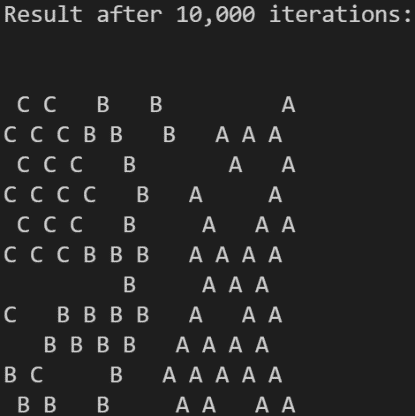 Result after 10,000 iterations:
 C C   B   B         A
C C C B B   B   A A A
 C C C   B       A   A
C C C C   B   A     A
 C C C   B     A   A A
C C C B B B   A A A A
         B     A A A
C   B B B B   A   A A
   B B B B   A A A A
B C     B   A A A A A
 B B   B     A A   A A